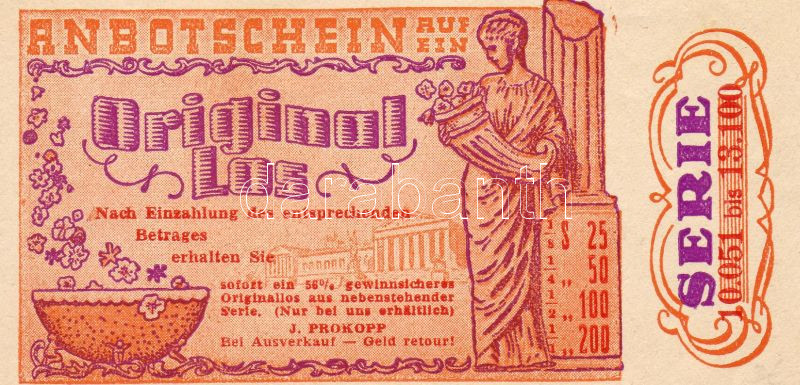 ANBOTSCHEIN AUF EIN
Original
Los
Nach Einzahlung des entsprechenden
Betrages
erhalten Sie
sofort ein 56% gewinnsicheres
Originallos aus nebenstehender
Serie. (Nur bei uns erhältlich)
J. PROKOPP
Bei Ausverkauf — Geld retour!
1/8 S 25
1/4 „ 50
1/2 „ 100
1/1 „ 200
SERIE
10.051 bis 13.100
darabanth